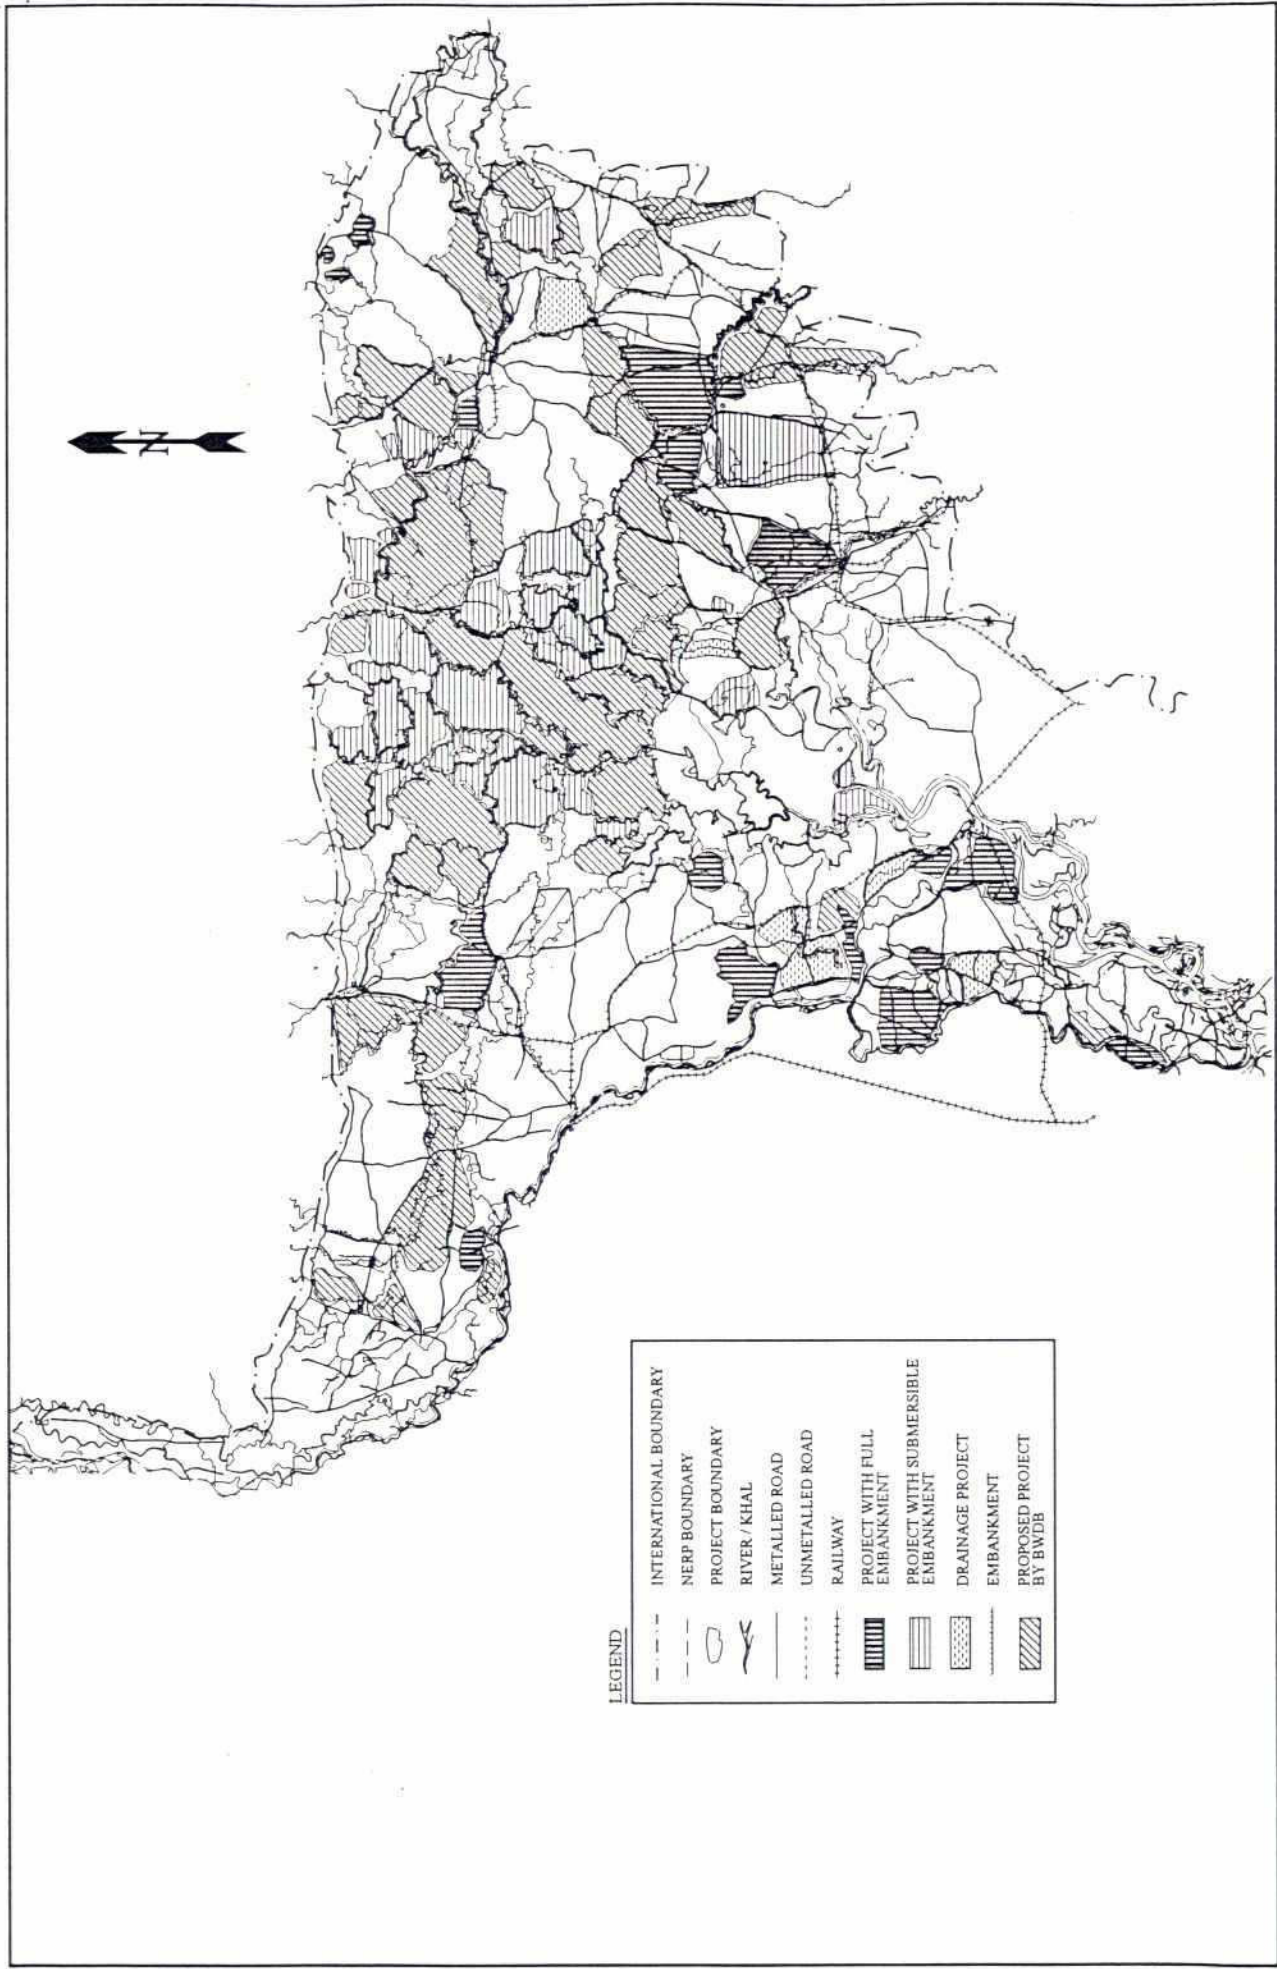 N
LEGEND
INTERNATIONAL BOUNDARY
NERP BOUNDARY
PROJECT BOUNDARY
RIVER / KHAL
METALLED ROAD
UNMETALLED ROAD
RAILWAY
PROJECT WITH FULL
EMBANKMENT
PROJECT WITH SUBMERSIBLE
EMBANKMENT
DRAINAGE PROJECT
EMBANKMENT
PROPOSED PROJECT
BY BWDB